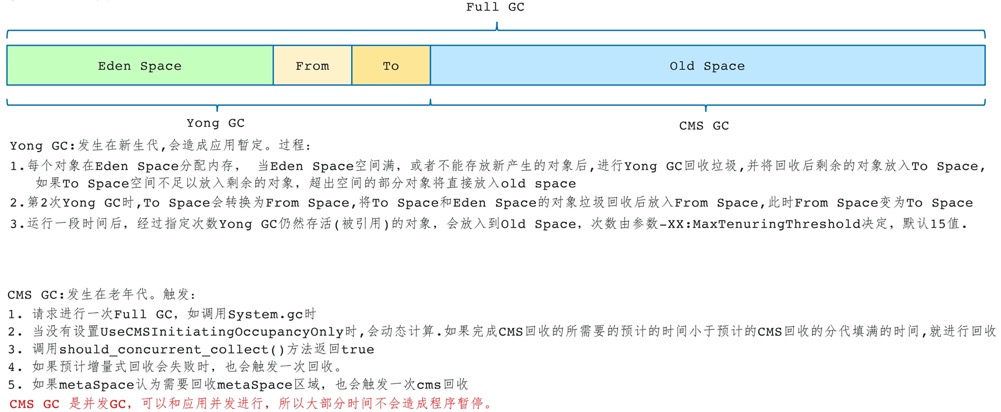 Full GC
Eden Space
From
To
Old Space
Yong GC
CMS GC
Yong GC:发生在新生代,会造成应用暂定。过程:
1.每个对象在Eden Space分配内存, 当Eden Space空间满，或者不能存放新产生的对象后,进行Yong GC回收垃圾,并将回收后剩余的对象放入To Space,
如果To Space空间不足以放入剩余的对象，超出空间的部分对象将直接放入old space
2.第2次Yong GC时,To Space会转换为From Space,将To Space和Eden Space的对象垃圾回收后放入From Space,此时From Space变为To Space
3.运行一段时间后，经过指定次数Yong GC仍然存活(被引用)的对象，会放入到Old Space，次数由参数-XX:MaxTenuringThreshold决定，默认15值.
CMS GC:发生在老年代。触发:
1. 请求进行一次Full GC，如调用System.gc时
2. 当没有设置UseCMSInitiatingOccupancyOnly时,会动态计算.如果完成CMS回收的所需要的预计的时间小于预计的CMS回收的分代填满的时间,就进行回收
3. 调用should_concurrent_collect()方法返回true
4. 如果预计增量式回收会失败时，也会触发一次回收。
5. 如果metaSpace认为需要回收metaSpace区域，也会触发一次cms回收
CMS GC 是并发GC，可以和应用并发进行，所以大部分时间不会造成程序暂停。